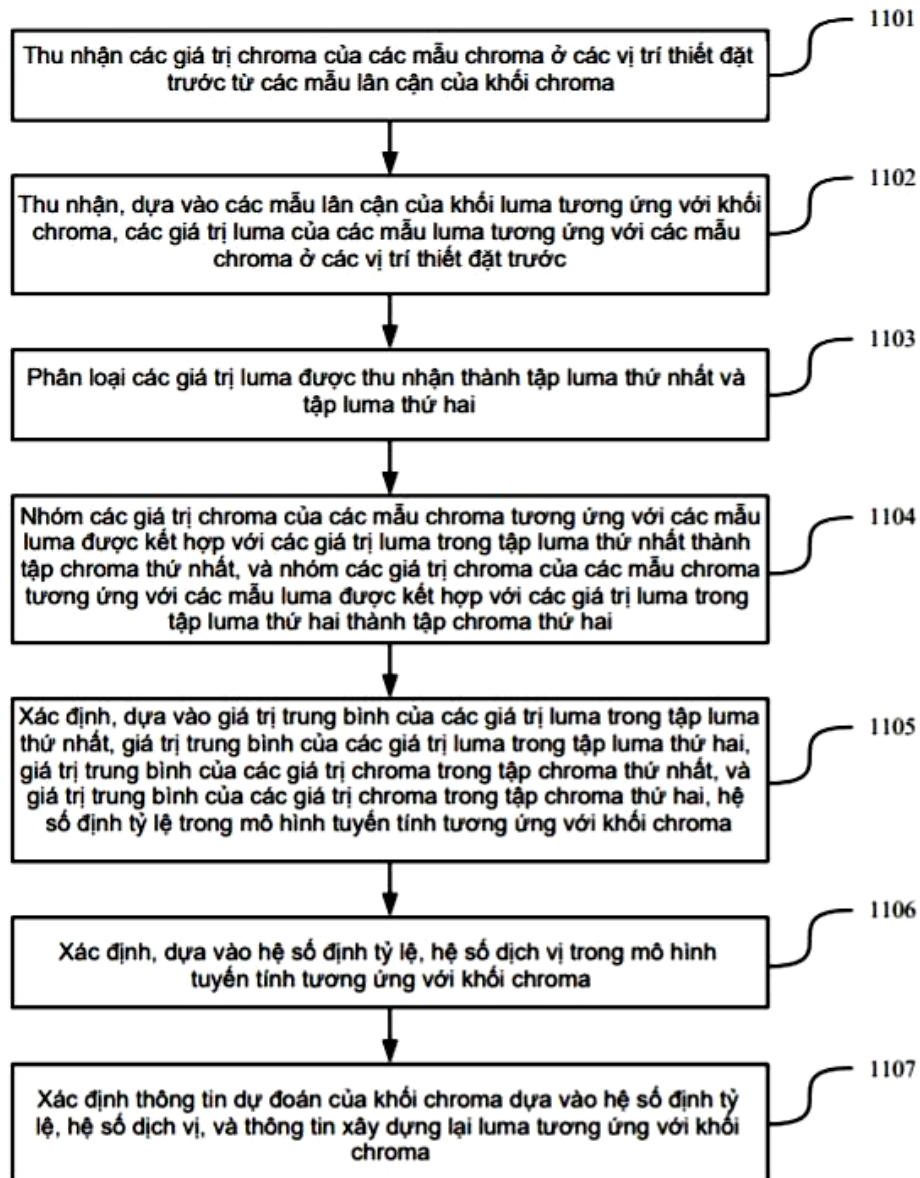 1101
Thu nhận các giá trị chroma của các mẫu chroma ở các vị trí thiết đặt
trước từ các mẫu lân cận của khối chroma
1102
Thu nhận, dựa vào các mẫu lân cận của khối luma tương ứng với khối
chroma, các giá trị luma của các mẫu luma tương ứng với các mẫu
chroma ở các vị trí thiết đặt trước
1103
Phân loại các giá trị luma được thu nhận thành tập luma thứ nhất và
tập luma thứ hai
1104
Nhóm các giá trị chroma của các mẫu chroma tương ứng với các mẫu
luma được kết hợp với các giá trị luma trong tập luma thứ nhất thành
tập chroma thứ nhất, và nhóm các giá trị chroma của các mẫu chroma
tương ứng với các mẫu luma được kết hợp với các giá trị luma trong
tập luma thứ hai thành tập chroma thứ hai
1105
Xác định, dựa vào giá trị trung bình của các giá trị luma trong tập luma
thứ nhất, giá trị trung bình của các giá trị luma trong tập luma thứ hai,
giá trị trung bình của các giá trị chroma trong tập chroma thứ nhất, và
giá trị trung bình của các giá trị chroma trong tập chroma thứ hai, hệ
số định tỷ lệ trong mô hình tuyến tính tương ứng với khối chroma
1106
Xác định, dựa vào hệ số định tỷ lệ, hệ số dịch vị trong mô hình
tuyến tính tương ứng với khối chroma
1107
Xác định thông tin dự đoán của khối chroma dựa vào hệ số định tỷ
lệ, hệ số dịch vị, và thông tin xây dựng lại luma tương ứng với khối
chroma